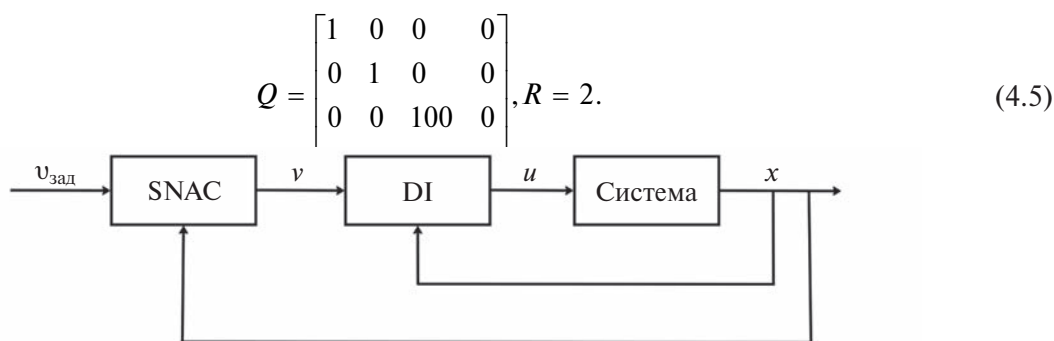 Q = [1 0 0 0
0 1 0 0
0 0 100 0], R = 2. (4.5)
υзад SNAC v DI u Система x